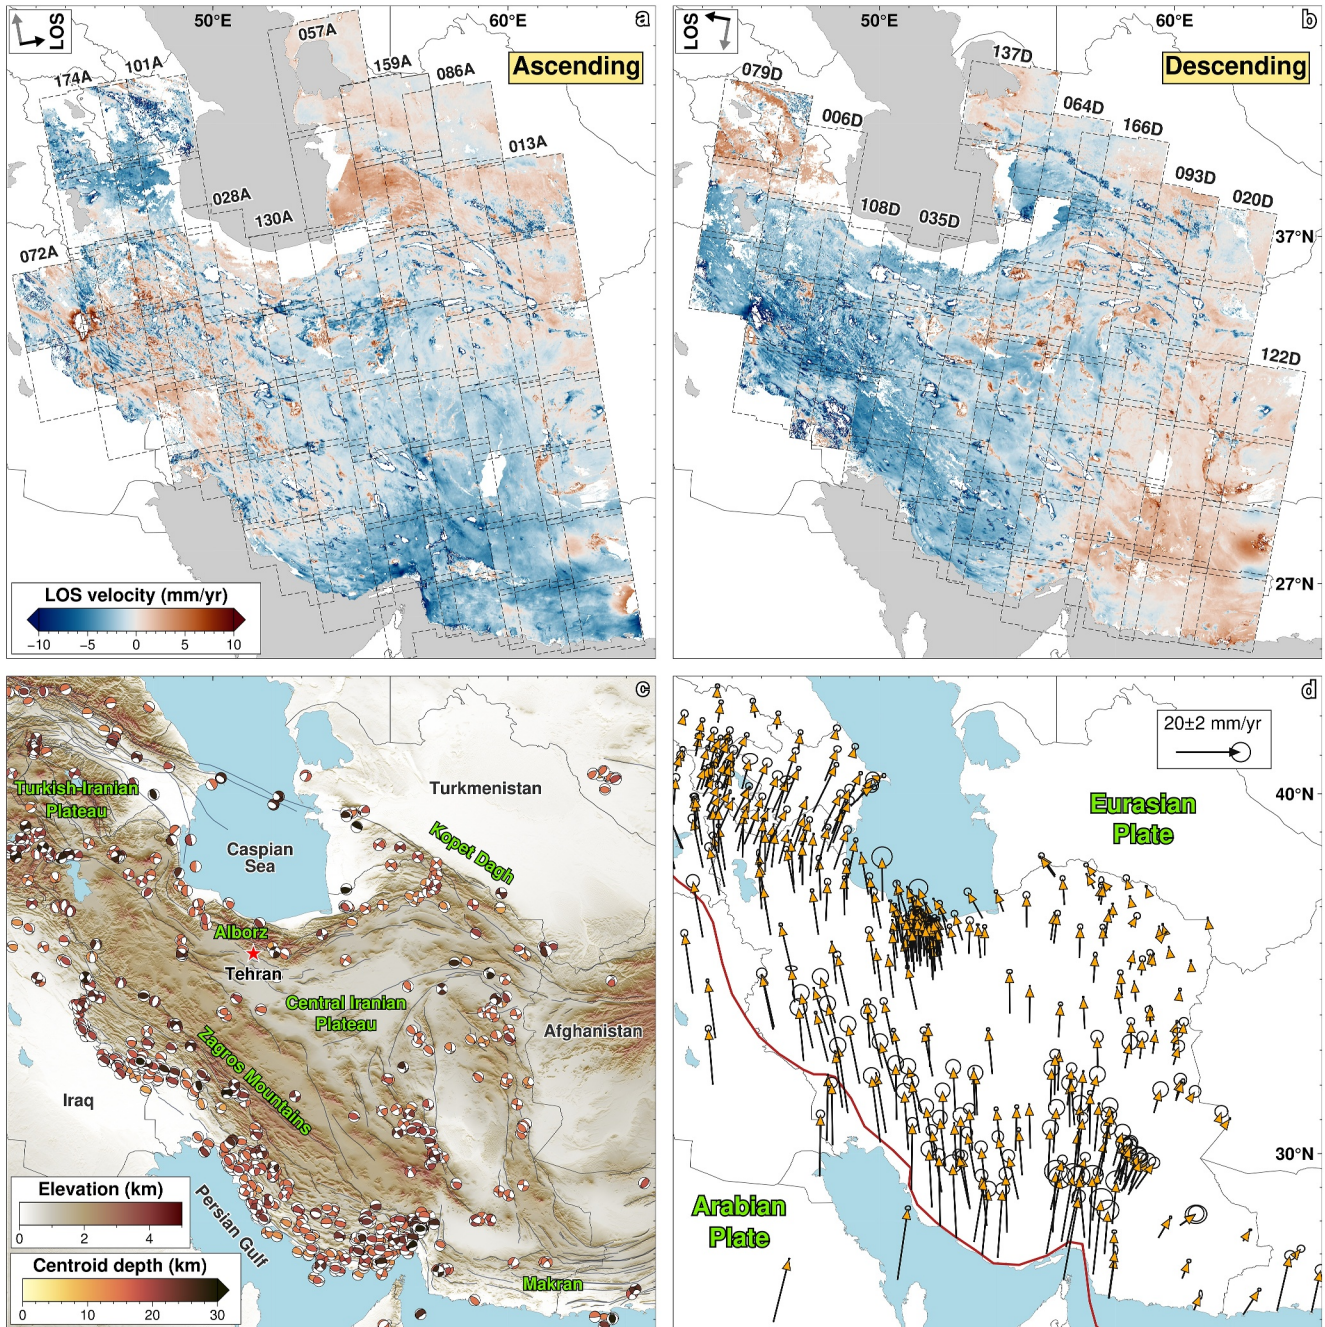 50°E
60°E
a
LOS
057A
159A
086A
Ascending
174A
101A
013A
028A
130A
072A
LOS velocity (mm/yr)
−10
−5
0
5
10
50°E
60°E
b
LOS
137D
Descending
079D
064D
006D
166D
093D
020D
108D
035D
37°N
122D
27°N
c
Turkmenistan
Turkish-Iranian
Plateau
Caspian
Sea
Kopet Dagh
Alborz
Tehran
Central Iranian
Plateau
Afghanistan
Zagros Mountains
Iraq
Persian Gulf
Makran
Elevation (km)
0
2
4
Centroid depth (km)
0
10
20
30
d
20±2 mm/yr
40°N
Eurasian
Plate
30°N
Arabian
Plate